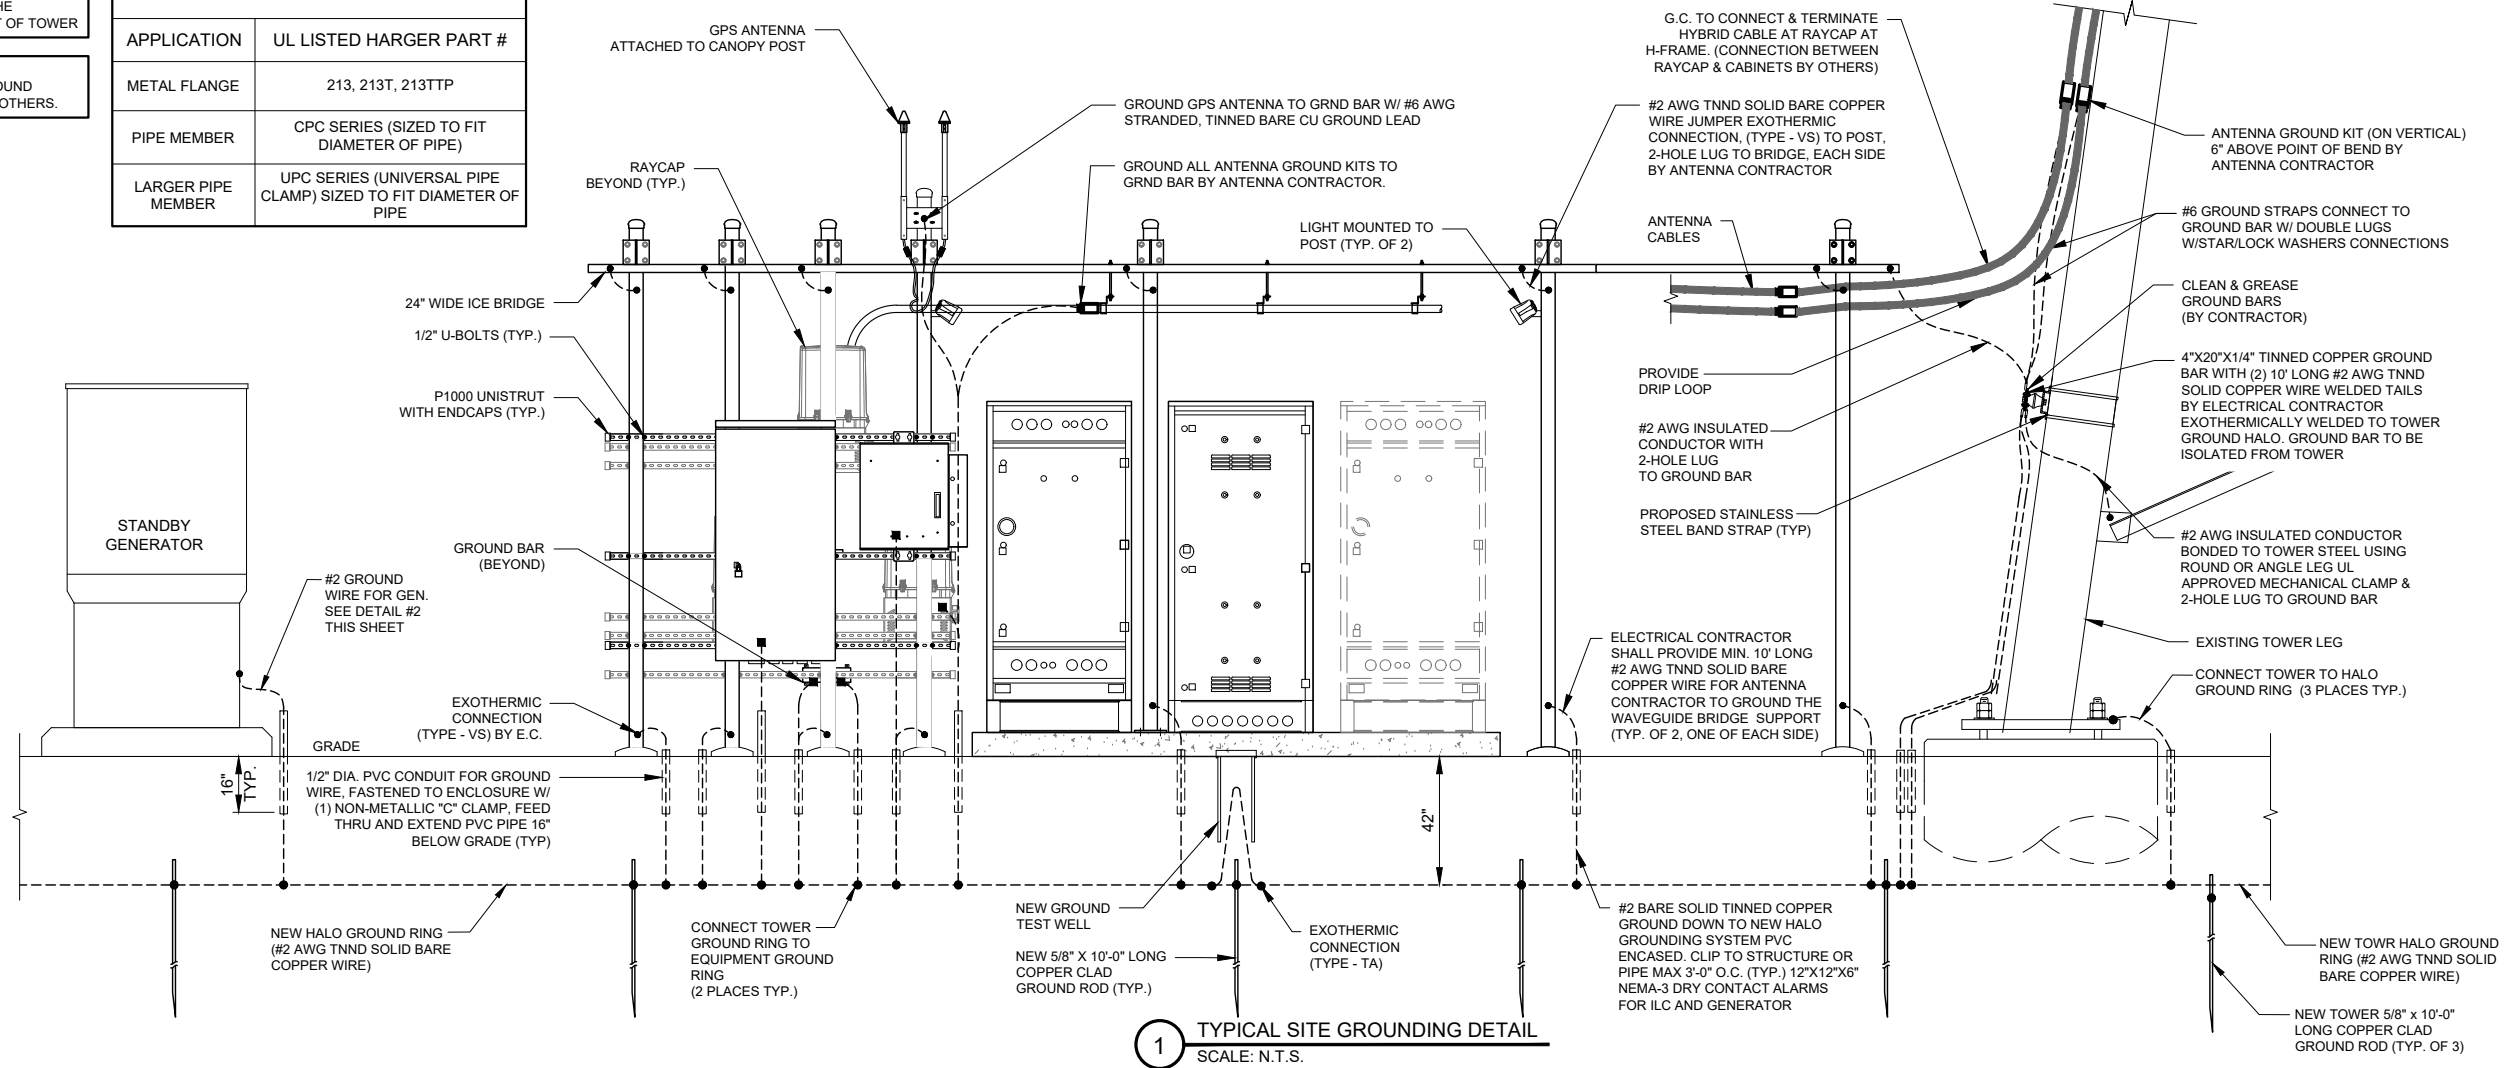 HE
T OF TOWER
OUND
OTHERS.
APPLICATION
UL LISTED HARGER PART #
METAL FLANGE
213, 213T, 213TTP
PIPE MEMBER
CPC SERIES (SIZED TO FIT
DIAMETER OF PIPE)
LARGER PIPE
MEMBER
UPC SERIES (UNIVERSAL PIPE
CLAMP) SIZED TO FIT DIAMETER OF
PIPE
GPS ANTENNA
ATTACHED TO CANOPY POST
RAYCAP
BEYOND (TYP.)
GROUND GPS ANTENNA TO GRND BAR W/ #6 AWG
STRANDED, TINNED BARE CU GROUND LEAD
GROUND ALL ANTENNA GROUND KITS TO
GRND BAR BY ANTENNA CONTRACTOR.
LIGHT MOUNTED TO
POST (TYP. OF 2)
G.C. TO CONNECT & TERMINATE
HYBRID CABLE AT RAYCAP AT
H-FRAME. (CONNECTION BETWEEN
RAYCAP & CABINETS BY OTHERS)
#2 AWG TNND SOLID BARE COPPER
WIRE JUMPER EXOTHERMIC
CONNECTION, (TYPE - VS) TO POST,
2-HOLE LUG TO BRIDGE, EACH SIDE
BY ANTENNA CONTRACTOR
ANTENNA
CABLES
ANTENNA GROUND KIT (ON VERTICAL)
6" ABOVE POINT OF BEND BY
ANTENNA CONTRACTOR
#6 GROUND STRAPS CONNECT TO
GROUND BAR W/ DOUBLE LUGS
W/STAR/LOCK WASHERS CONNECTIONS
CLEAN & GREASE
GROUND BARS
(BY CONTRACTOR)
4"X20"X1/4" TINNED COPPER GROUND
BAR WITH (2) 10' LONG #2 AWG TNND
SOLID COPPER WIRE WELDED TAILS
BY ELECTRICAL CONTRACTOR
EXOTHERMICALLY WELDED TO TOWER
GROUND HALO. GROUND BAR TO BE
ISOLATED FROM TOWER
24" WIDE ICE BRIDGE
1/2" U-BOLTS (TYP.)
P1000 UNISTRUT
WITH ENDCAPS (TYP.)
PROVIDE
DRIP LOOP
#2 AWG INSULATED
CONDUCTOR WITH
2-HOLE LUG
TO GROUND BAR
PROPOSED STAINLESS
STEEL BAND STRAP (TYP)
#2 AWG INSULATED CONDUCTOR
BONDED TO TOWER STEEL USING
ROUND OR ANGLE LEG UL
APPROVED MECHANICAL CLAMP &
2-HOLE LUG TO GROUND BAR
STANDBY
GENERATOR
#2 GROUND
WIRE FOR GEN.
SEE DETAIL #2
THIS SHEET
GROUND BAR
(BEYOND)
EXOTHERMIC
CONNECTION
(TYPE - VS) BY E.C.
ELECTRICAL CONTRACTOR
SHALL PROVIDE MIN. 10' LONG
#2 AWG TNND SOLID BARE
COPPER WIRE FOR ANTENNA
CONTRACTOR TO GROUND THE
WAVEGUIDE BRIDGE SUPPORT
(TYP. OF 2, ONE OF EACH SIDE)
EXISTING TOWER LEG
CONNECT TOWER TO HALO
GROUND RING (3 PLACES TYP.)
GRADE
16"
TYP.
1/2" DIA. PVC CONDUIT FOR GROUND
WIRE, FASTENED TO ENCLOSURE W/
(1) NON-METALLIC "C" CLAMP, FEED
THRU AND EXTEND PVC PIPE 16"
BELOW GRADE (TYP)
42"
NEW HALO GROUND RING
(#2 AWG TNND SOLID BARE
COPPER WIRE)
CONNECT TOWER
GROUND RING TO
EQUIPMENT GROUND
RING
(2 PLACES TYP.)
NEW GROUND
TEST WELL
NEW 5/8" X 10'-0" LONG
COPPER CLAD
GROUND ROD (TYP.)
EXOTHERMIC
CONNECTION
(TYPE - TA)
#2 BARE SOLID TINNED COPPER
GROUND DOWN TO NEW HALO
GROUNDING SYSTEM PVC
ENCASED. CLIP TO STRUCTURE OR
PIPE MAX 3'-0" O.C. (TYP.) 12"X12"X6"
NEMA-3 DRY CONTACT ALARMS
FOR ILC AND GENERATOR
NEW TOWR HALO GROUND
RING (#2 AWG TNND SOLID
BARE COPPER WIRE)
NEW TOWER 5/8" x 10'-0"
LONG COPPER CLAD
GROUND ROD (TYP. OF 3)
1
TYPICAL SITE GROUNDING DETAIL
SCALE: N.T.S.